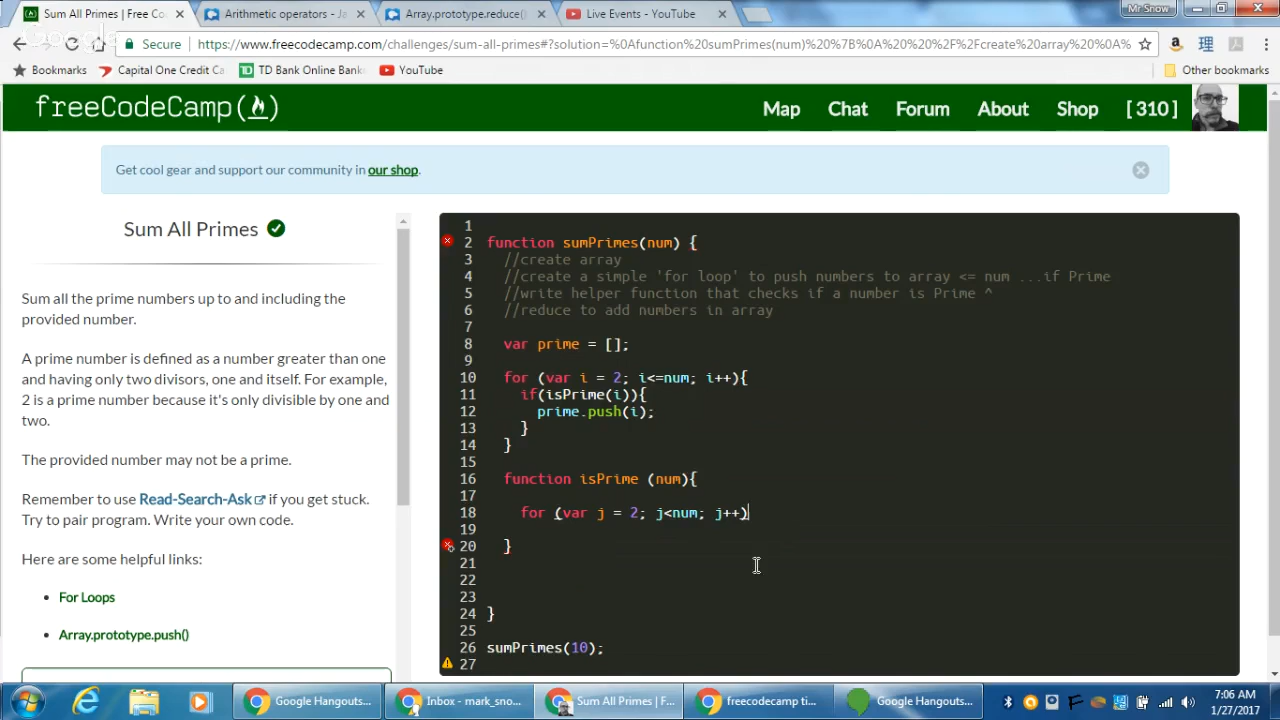 Sum All Primes | Free Co
Arithmetic operators - Ja
Array.prototype.reduce()
Live Events - YouTube
Mr Snow
Secure
https://www.freecodecamp.com/challenges/sum-all-primes#?solution=%0Afunction%20sumPrimes(num)%20%7B%0A%20%20%2F%2Fcreate%20array%20%0A%
Bookmarks
Capital One Credit Ca
TD Bank Online Bank
YouTube
Other bookmarks
freeCodeCamp
Map
Chat
Forum
About
Shop
[ 310 ]
Get cool gear and support our community in our shop.
Sum All Primes
Sum all the prime numbers up to and including the
provided number.
A prime number is defined as a number greater than one
and having only two divisors, one and itself. For example,
2 is a prime number because it's only divisible by one and
two.
The provided number may not be a prime.
Remember to use Read-Search-Ask if you get stuck.
Try to pair program. Write your own code.
Here are some helpful links:
For Loops
Array.prototype.push()
1
2 function sumPrimes(num) {
3 //create array
4 //create a simple 'for loop' to push numbers to array <= num ...if Prime
5 //write helper function that checks if a number is Prime ^
6 //reduce to add numbers in array
7
8 var prime = [];
9
10 for (var i = 2; i<=num; i++){
11 if(isPrime(i)){
12 prime.push(i);
13 }
14 }
15
16 function isPrime (num){
17
18 for (var j = 2; j<num; j++)
19
20 }
21
22
23
24 }
25
26 sumPrimes(10);
27
Google Hangouts...
Inbox - mark_sno...
Sum All Primes | F...
freecodecamp ti...
Google Hangouts...
7:06 AM
1/27/2017